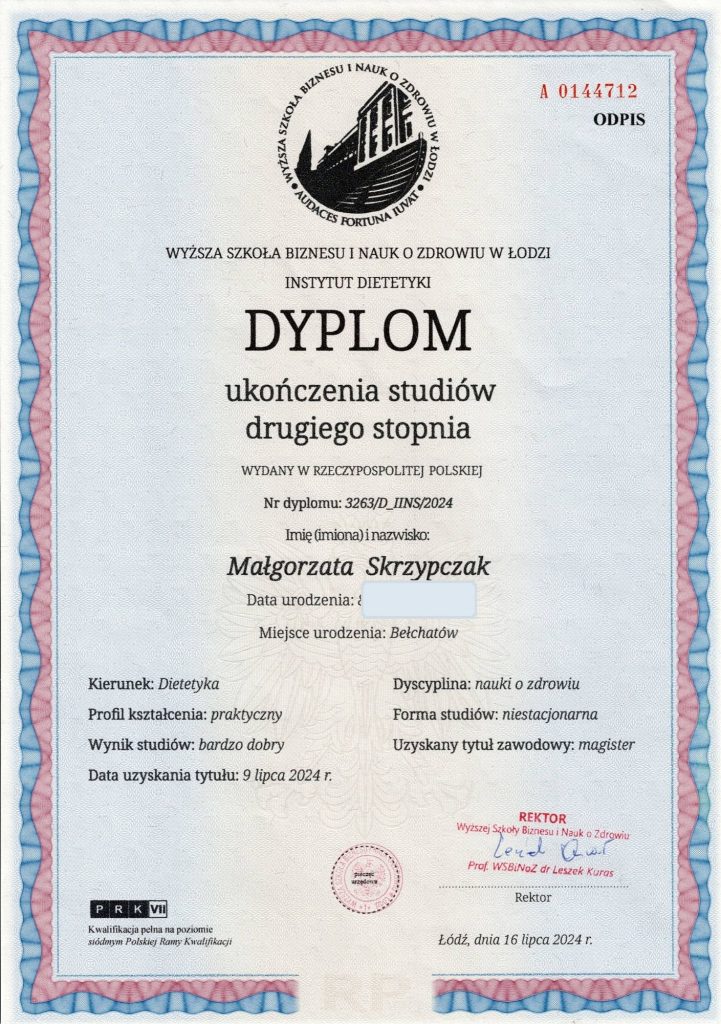 WYŻSZA SZKOŁA BIZNESU I NAUK O ZDROWIU W ŁODZI
• AUDACES FORTUNA IUVAT •
A 0144712
ODPIS
WYŻSZA SZKOŁA BIZNESU I NAUK O ZDROWIU W ŁODZI
INSTYTUT DIETETYKI
DYPLOM
ukończenia studiów
drugiego stopnia
WYDANY W RZECZYPOSPOLITEJ POLSKIEJ
Nr dyplomu: 3263/D_IINS/2024
Imię (imiona) i nazwisko:
Małgorzata Skrzypczak
Data urodzenia:
Miejsce urodzenia: Bełchatów
Kierunek: Dietetyka
Dyscyplina: nauki o zdrowiu
Profil kształcenia: praktyczny
Forma studiów: niestacjonarna
Wynik studiów: bardzo dobry
Uzyskany tytuł zawodowy: magister
Data uzyskania tytułu: 9 lipca 2024 r.
REKTOR
Wyższej Szkoły Biznesu i Nauk o Zdrowiu
Prof. WSBiNoZ dr Leszek Kuras
pieczęć
urzędowa
Rektor
PRK VII
Kwalifikacja pełna na poziomie
siódmym Polskiej Ramy Kwalifikacji
Łódź, dnia 16 lipca 2024 r.
RP